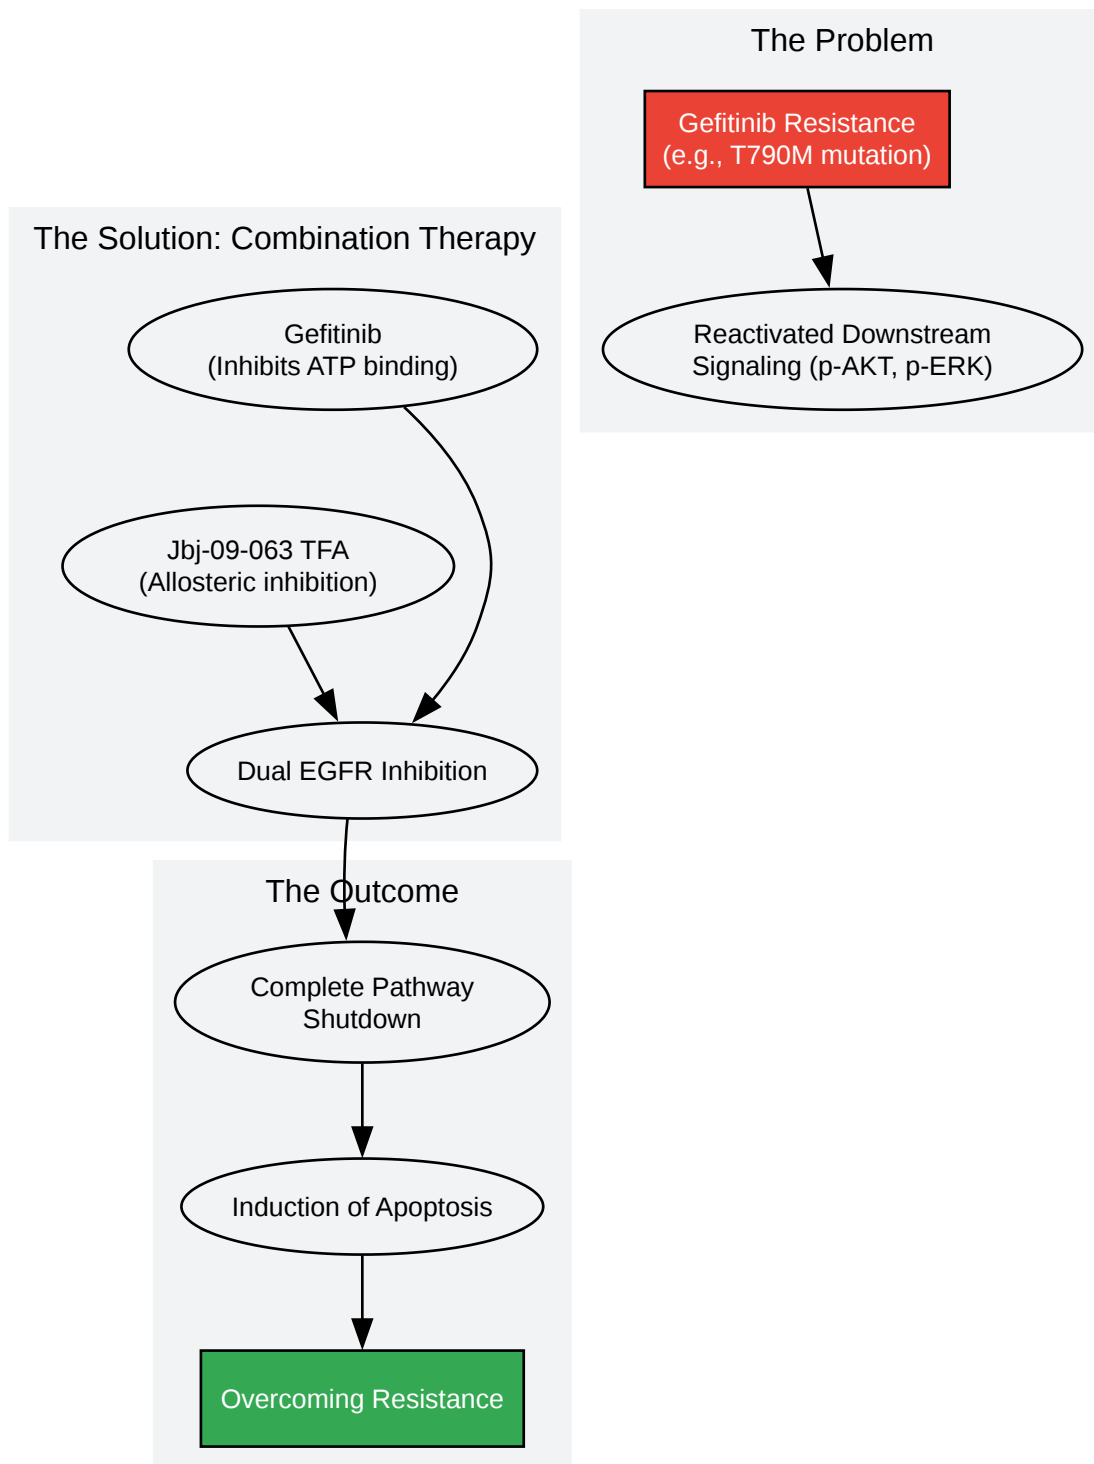 The Problem
Gefitinib Resistance
(e.g., T790M mutation)
Reactivated Downstream
Signaling (p-AKT, p-ERK)
The Solution: Combination Therapy
Gefitinib
(Inhibits ATP binding)
Jbj-09-063 TFA
(Allosteric inhibition)
Dual EGFR Inhibition
The Outcome
Complete Pathway
Shutdown
Induction of Apoptosis
Overcoming Resistance